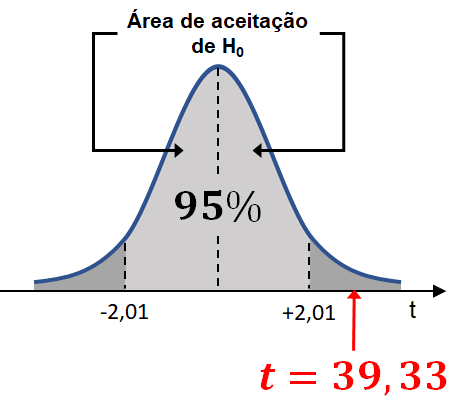 Área de aceitação
de H₀
95%
-2,01
+2,01
t
t = 39,33